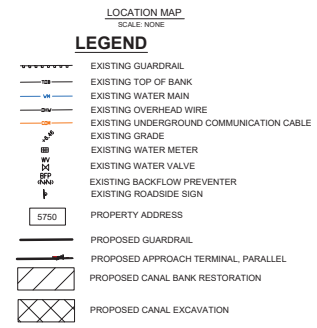 LOCATION MAP
SCALE: NONE
LEGEND
EXISTING GUARDRAIL
TOB EXISTING TOP OF BANK
WM EXISTING WATER MAIN
OHW EXISTING OVERHEAD WIRE
COM EXISTING UNDERGROUND COMMUNICATION CABLE
EXISTING GRADE
EXISTING WATER METER
WV EXISTING WATER VALVE
BFP
EXISTING BACKFLOW PREVENTER
EXISTING ROADSIDE SIGN
5750 PROPERTY ADDRESS
PROPOSED GUARDRAIL
PROPOSED APPROACH TERMINAL, PARALLEL
PROPOSED CANAL BANK RESTORATION
PROPOSED CANAL EXCAVATION